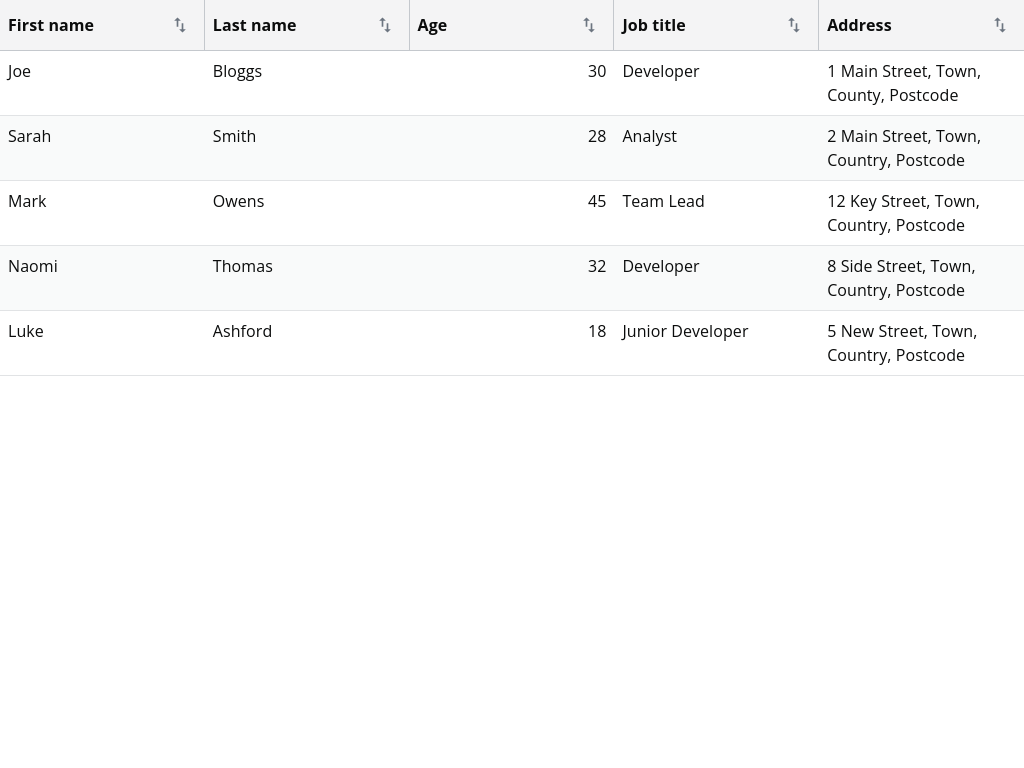 First name Last name Age Job title Address
Joe Bloggs 30 Developer 1 Main Street, Town,
County, Postcode
Sarah Smith 28 Analyst 2 Main Street, Town,
Country, Postcode
Mark Owens 45 Team Lead 12 Key Street, Town,
Country, Postcode
Naomi Thomas 32 Developer 8 Side Street, Town,
Country, Postcode
Luke Ashford 18 Junior Developer 5 New Street, Town,
Country, Postcode